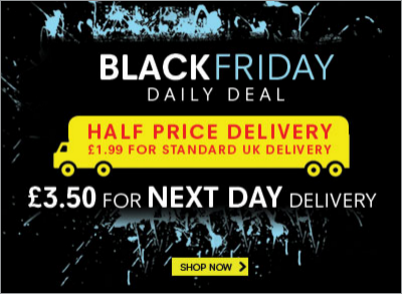 BLACKFRIDAY
DAILY DEAL
HALF PRICE DELIVERY
£1.99 FOR STANDARD UK DELIVERY
£3.50 FOR NEXT DAY DELIVERY
SHOP NOW